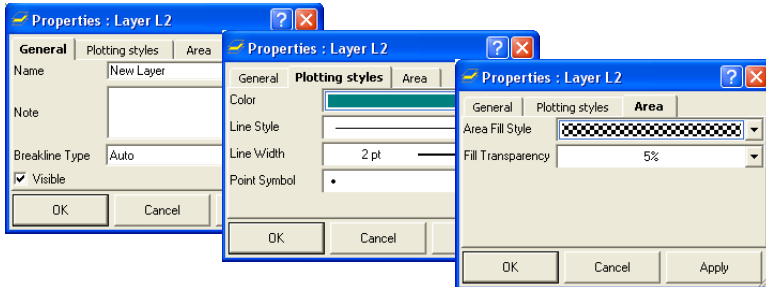 Properties : Layer L2
General Plotting styles Area
Name New Layer
Note
Breakline Type Auto
Visible
OK Cancel
Properties : Layer L2
General Plotting styles Area
Color
Line Style
Line Width 2 pt
Point Symbol
OK Cancel
Properties : Layer L2
General Plotting styles Area
Area Fill Style
Fill Transparency 5%
OK Cancel Apply